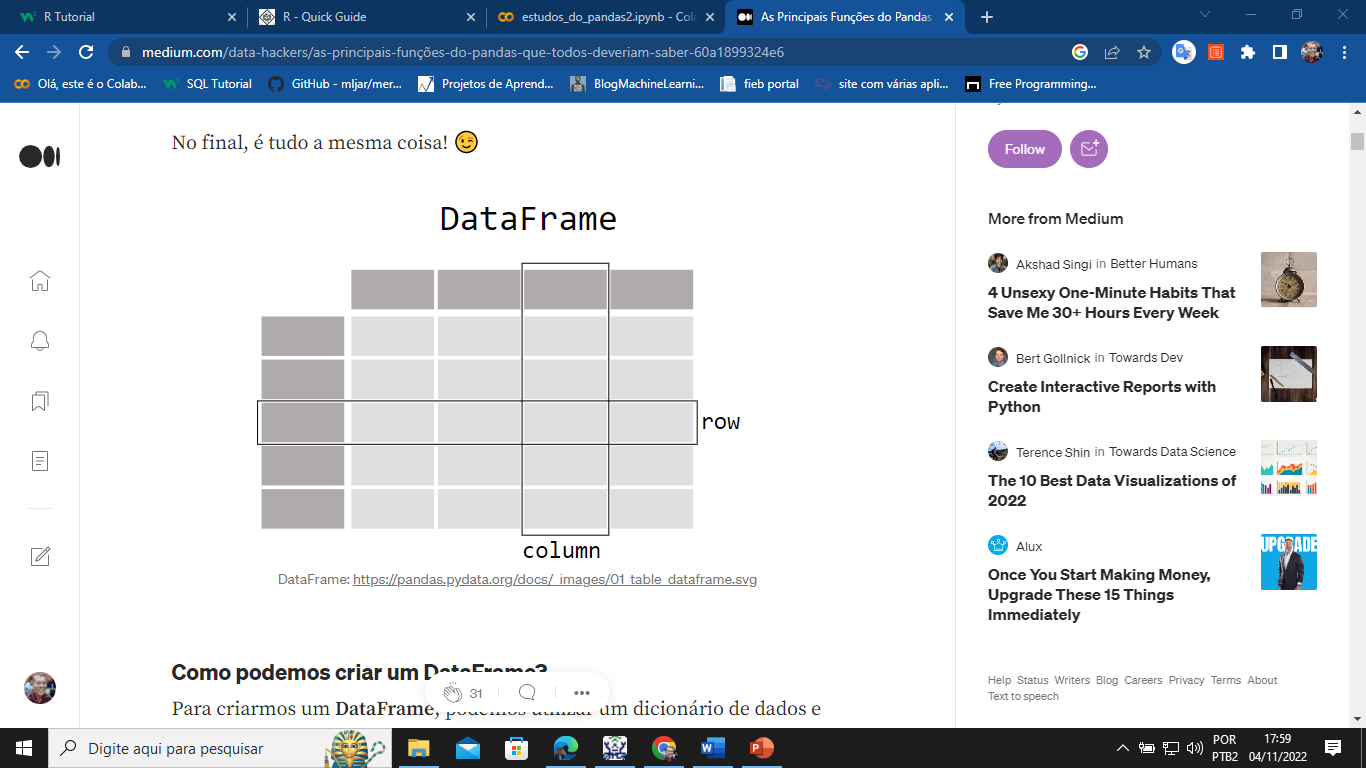 R Tutorial
R - Quick Guide
estudos_do_pandas2.ipynb - Cola
As Principais Funções do Pandas
medium.com/data-hackers/as-principais-funções-do-pandas-que-todos-deveriam-saber-60a1899324e6
Olá, este é o Colab...
SQL Tutorial
GitHub - mljar/mer...
Projetos de Aprend...
BlogMachineLearni...
fieb portal
site com várias apli...
Free Programming...
No final, é tudo a mesma coisa! 😉
DataFrame
row
column
DataFrame: https://pandas.pydata.org/docs/_images/01_table_dataframe.svg
Como podemos criar um DataFrame?
31
Para criarmos um DataFrame, podemos utilizar um dicionário de dados e
Follow
More from Medium
Akshad Singi in Better Humans
4 Unsexy One-Minute Habits That
Save Me 30+ Hours Every Week
Bert Gollnick in Towards Dev
Create Interactive Reports with
Python
Terence Shin in Towards Data Science
The 10 Best Data Visualizations of
2022
Alux
Once You Start Making Money,
Upgrade These 15 Things
Immediately
UPGRADE
Help Status Writers Blog Careers Privacy Terms About
Text to speech
Digite aqui para pesquisar
POR
PTB2
17:59
04/11/2022